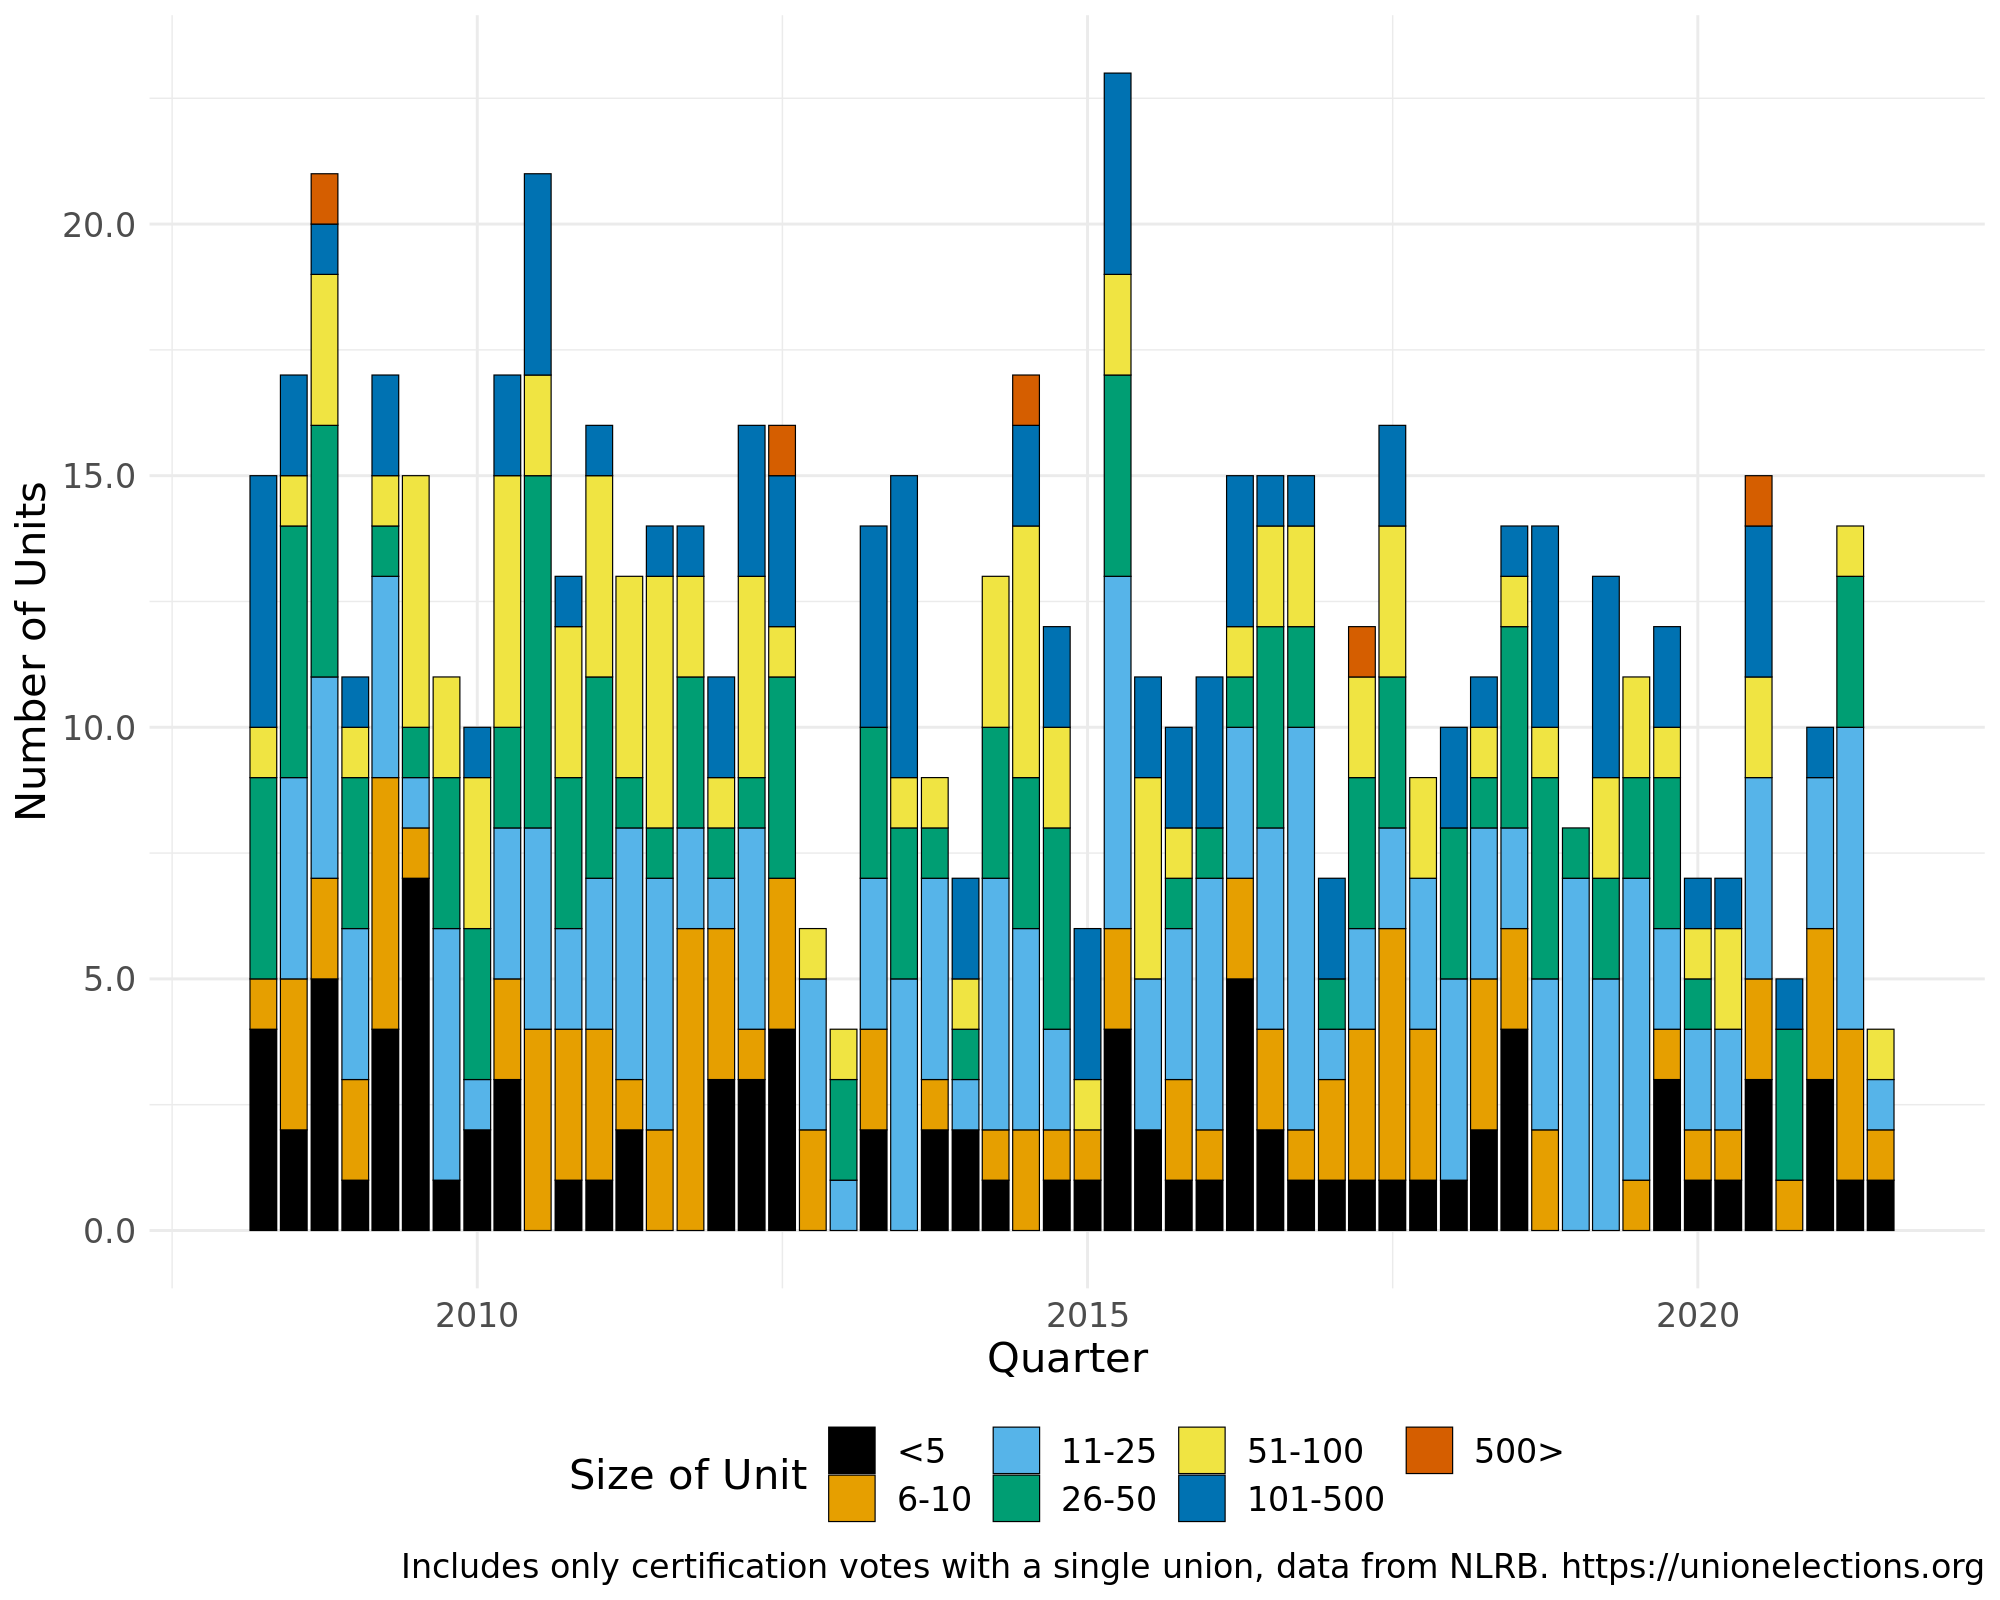 20.0
15.0
10.0
5.0
0.0
Number of Units
2010 2015 2020
Quarter
Size of Unit
<5 11-25 51-100 500>
6-10 26-50 101-500
Includes only certification votes with a single union, data from NLRB. https://unionelections.org